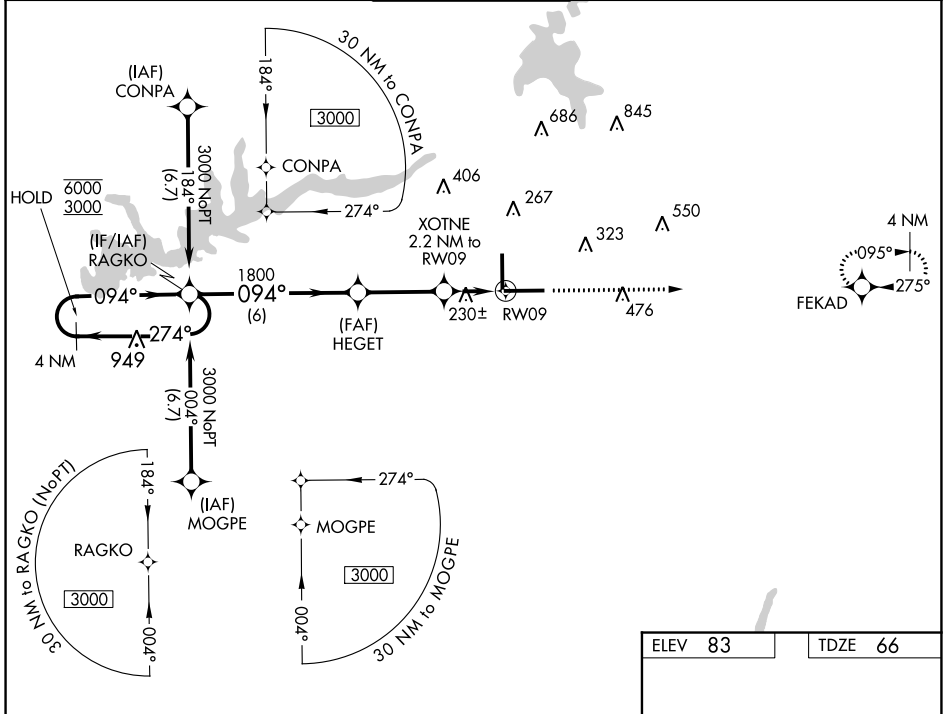 (IAF)
CONPA
184°
30 NM to CONPA
3000
CONPA
274°
3000 NoPT
184°
(6.7)
HOLD
6000
3000
(IF/IAF)
RAGKO
094°
274°
4 NM
949
1800
094°
(6)
(FAF)
HEGET
XOTNE
2.2 NM to
RW09
230±
RW09
406
267
686
845
323
550
476
4 NM
095°
275°
FEKAD
3000 NoPT
004°
(6.7)
(IAF)
MOGPE
30 NM to RAGKO (NoPT)
184°
RAGKO
3000
004°
274°
MOGPE
3000
004°
30 NM to MOGPE
ELEV 83
TDZE 66